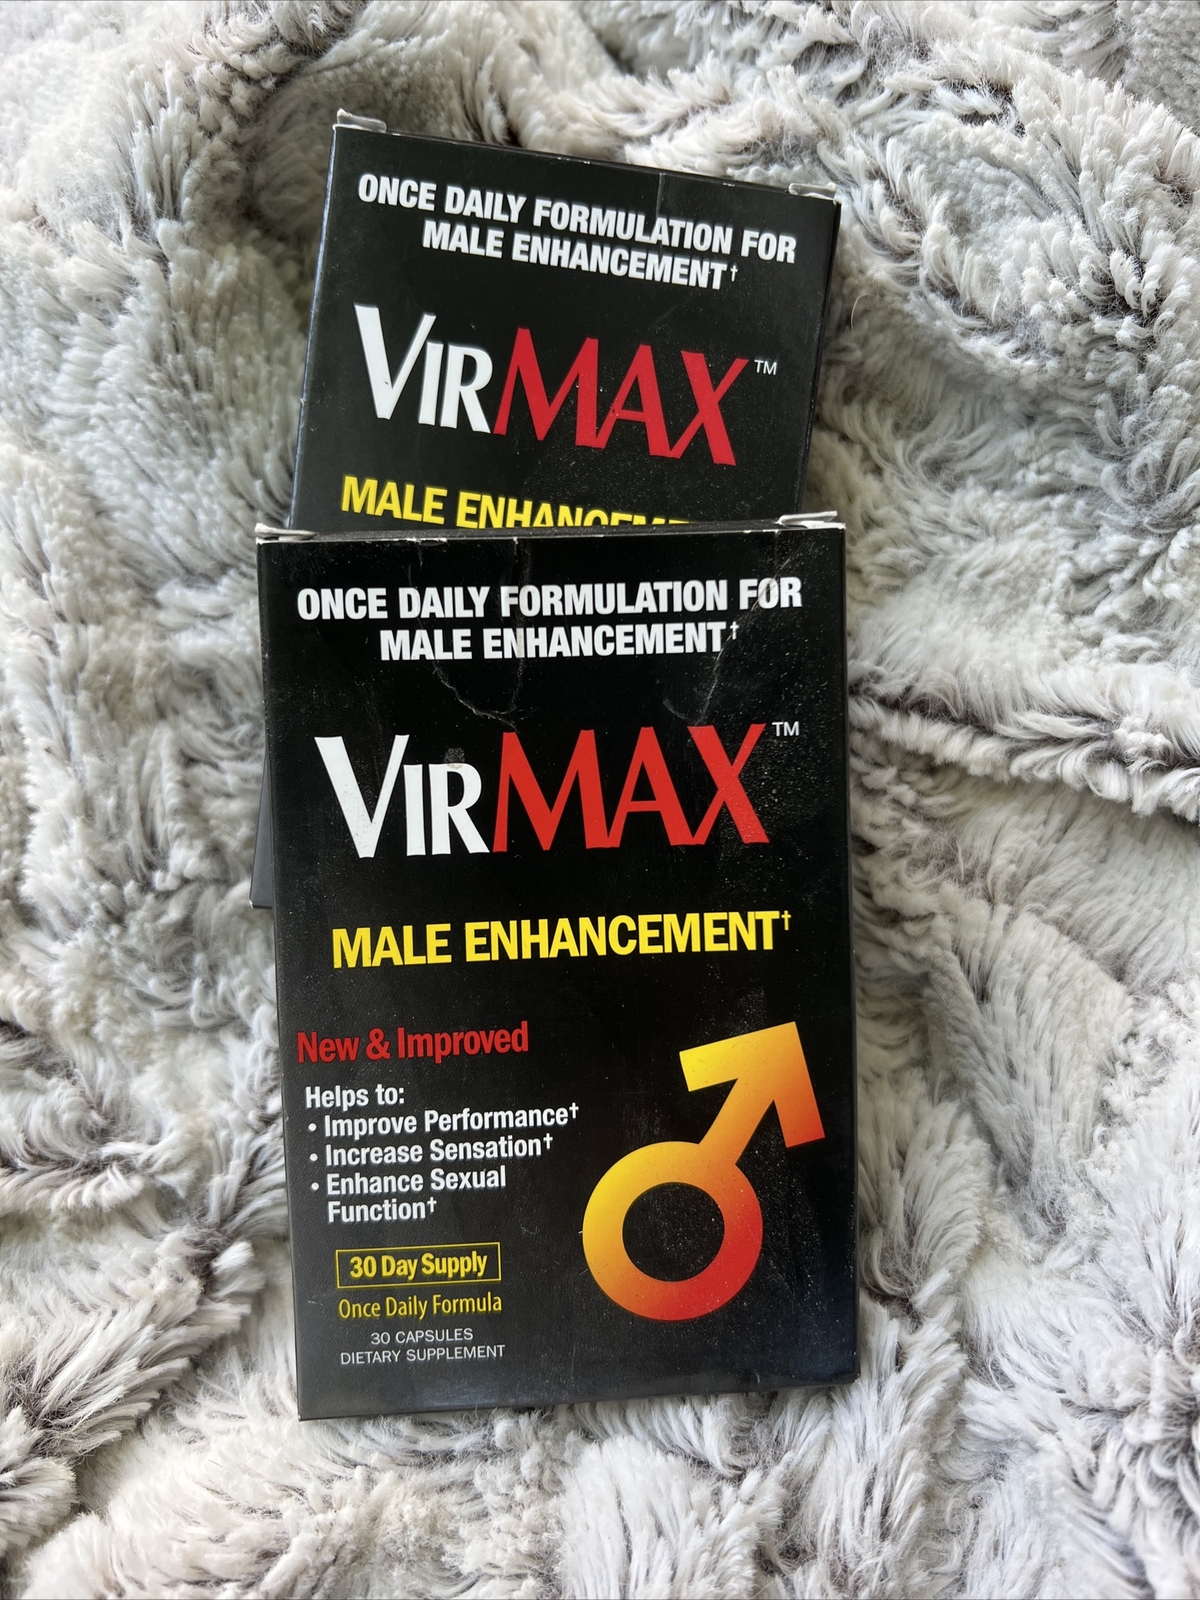 ONCE DAILY FORMULATION FOR
MALE ENHANCEMENT†
VIRMAX™
MALE
ONCE DAILY FORMULATION FOR
MALE ENHANCEMENT†
VIRMAX™
MALE ENHANCEMENT†
New & Improved
Helps to:
• Improve Performance†
• Increase Sensation†
• Enhance Sexual
Function†
30 Day Supply
Once Daily Formula
30 CAPSULES
DIETARY SUPPLEMENT